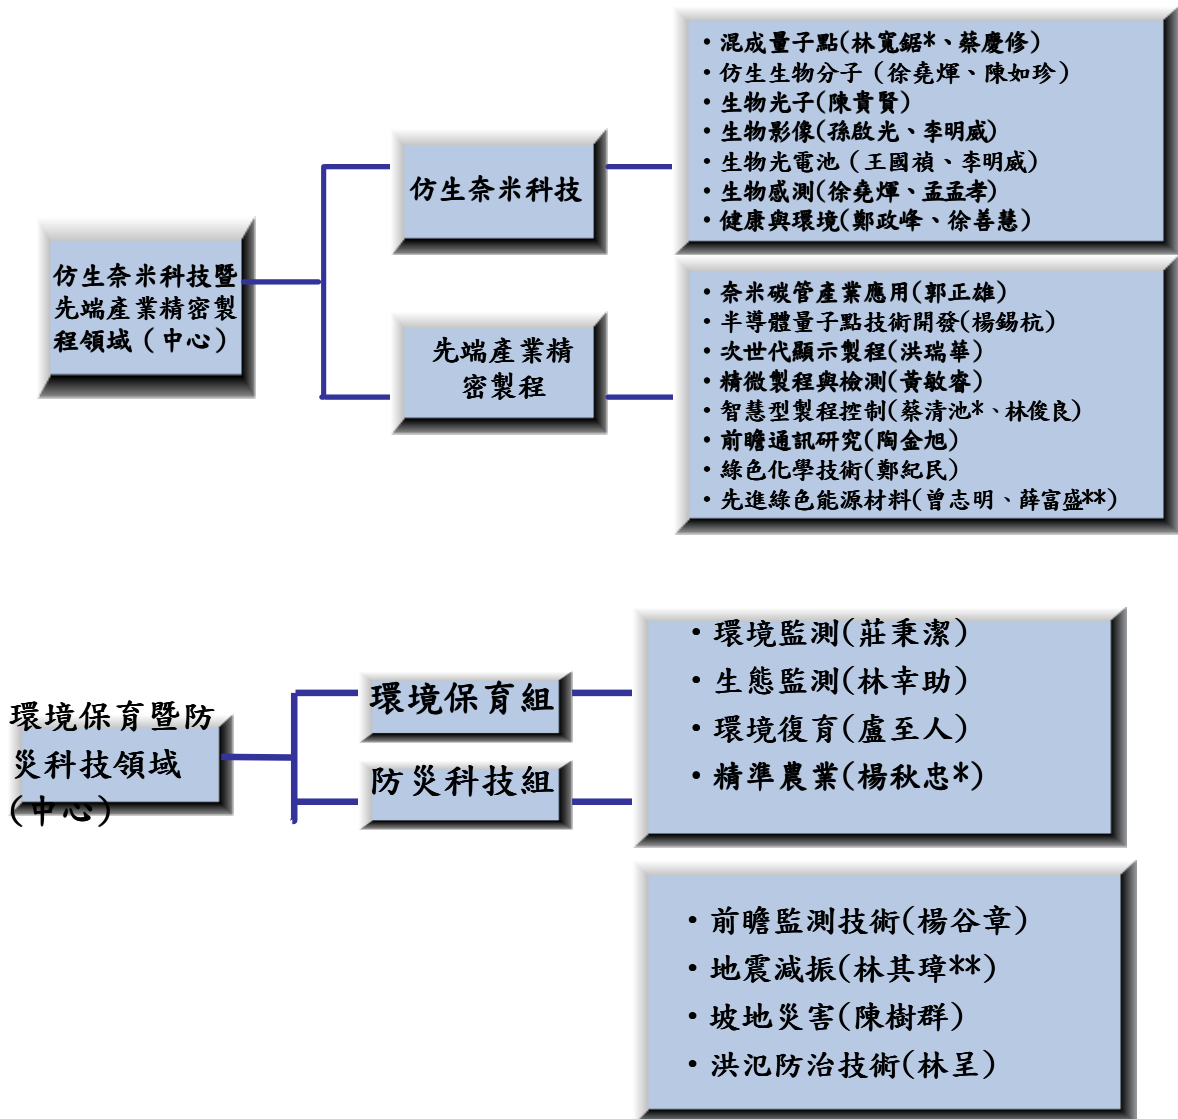 仿生奈米科技暨
先端產業精密製
程領域（中心）
仿生奈米科技
・混成量子點(林寬鋸*、蔡慶修)
・仿生生物分子（徐堯煇、陳如珍）
・生物光子(陳貴賢)
・生物影像(孫啟光、李明威)
・生物光電池（王國禎、李明威)
・生物感測(徐堯煇、孟孟孝)
・健康與環境(鄭政峰、徐善慧)
先端產業精
密製程
・奈米碳管產業應用(郭正雄)
・半導體量子點技術開發(楊錫杭)
・次世代顯示製程(洪瑞華)
・精微製程與檢測(黃敏睿)
・智慧型製程控制(蔡清池*、林俊良)
・前瞻通訊研究(陶金旭)
・綠色化學技術(鄭紀民)
・先進綠色能源材料(曾志明、薛富盛**)
環境保育暨防
災科技領域
(中心)
環境保育組
・環境監測(莊秉潔)
・生態監測(林幸助)
・環境復育(盧至人)
・精準農業(楊秋忠*)
防災科技組
・前瞻監測技術(楊谷章)
・地震減振(林其璋**)
・坡地災害(陳樹群)
・洪氾防治技術(林呈)